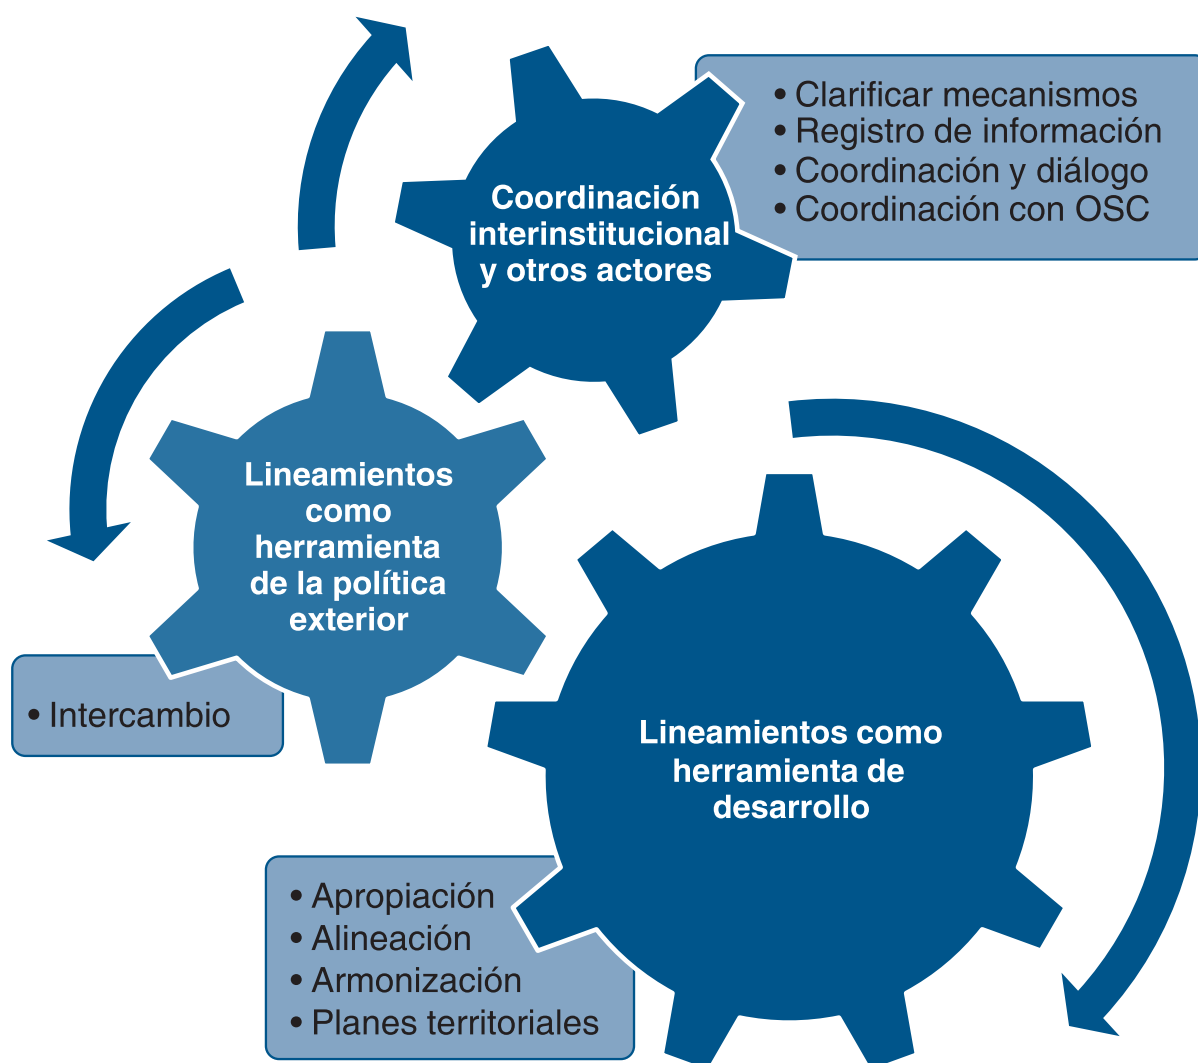 Coordinación
interinstitucional
y otros actores
• Clarificar mecanismos
• Registro de información
• Coordinación y diálogo
• Coordinación con OSC
Lineamientos
como
herramienta
de la política
exterior
• Intercambio
Lineamientos como
herramienta de
desarrollo
• Apropiación
• Alineación
• Armonización
• Planes territoriales